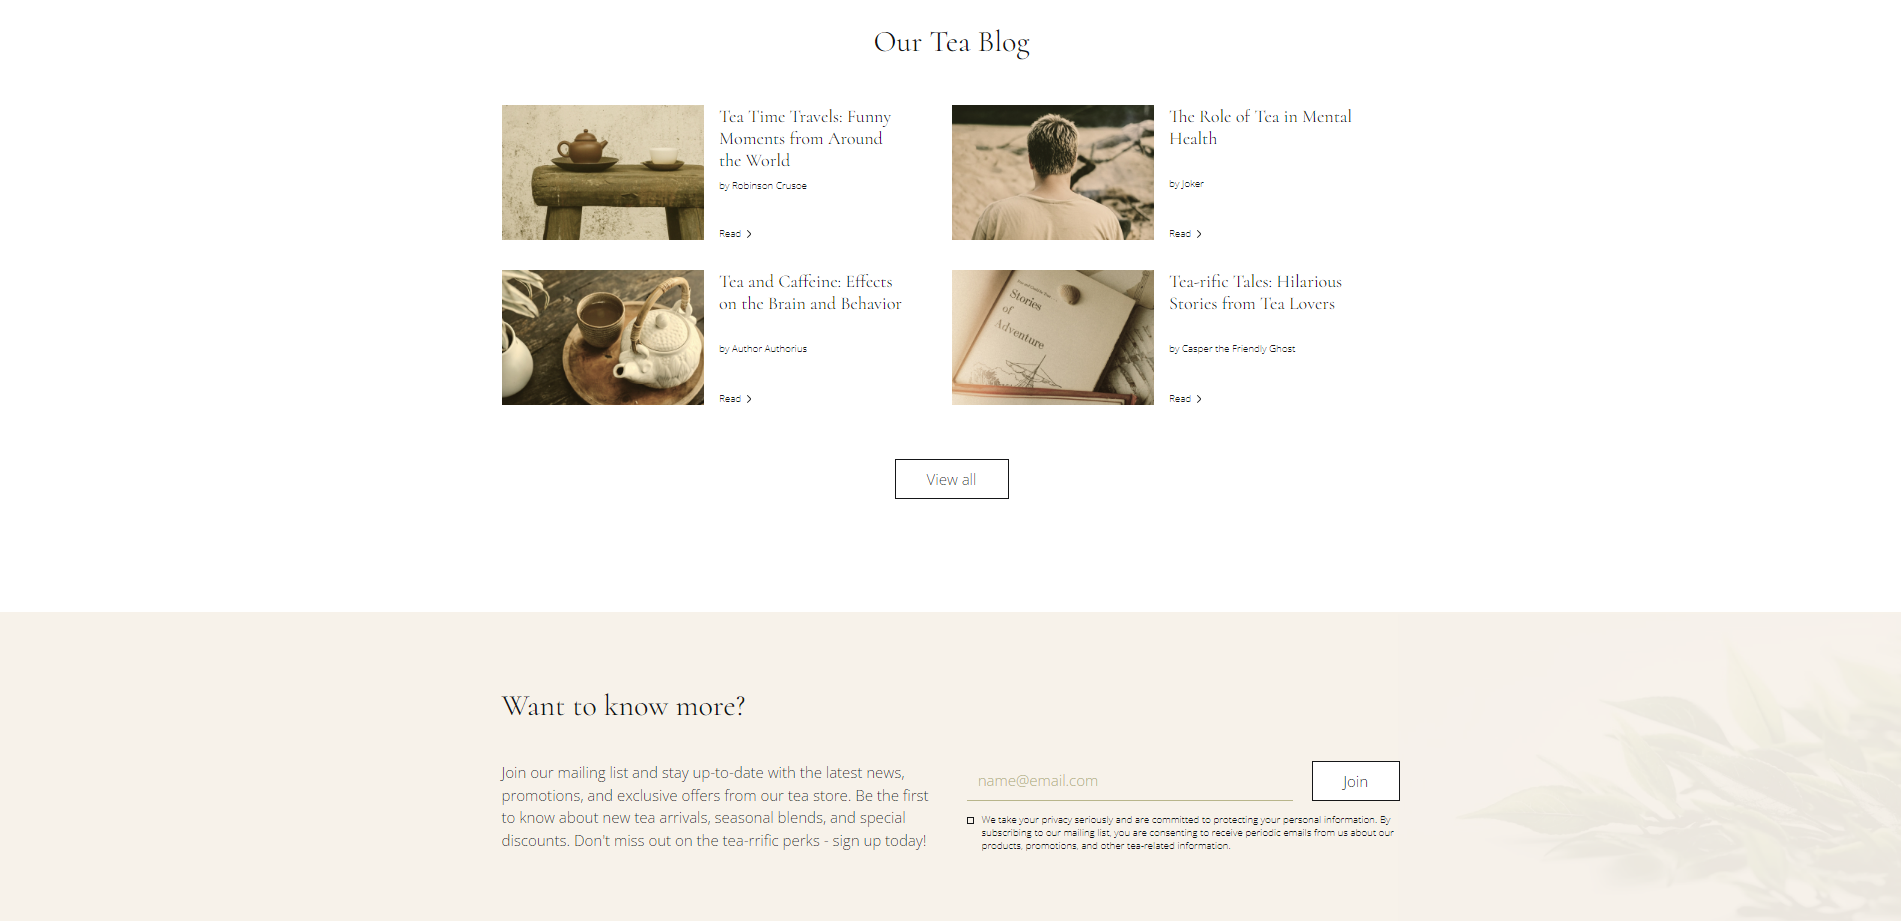 Our Tea Blog
Tea Time Travels: Funny
Moments from Around
the World
by Robinson Crusoe
Read
The Role of Tea in Mental
Health
by Joker
Read
Tea and Caffeine: Effects
on the Brain and Behavior
by Author Authorius
Read
Stories
of
Adventure
Tea-rific Tales: Hilarious
Stories from Tea Lovers
by Casper the Friendly Ghost
Read
View all
Want to know more?
Join our mailing list and stay up-to-date with the latest news,
promotions, and exclusive offers from our tea store. Be the first
to know about new tea arrivals, seasonal blends, and special
discounts. Don't miss out on the tea-rrific perks - sign up today!
name@email.com
Join
We take your privacy seriously and are committed to protecting your personal information. By
subscribing to our mailing list, you are consenting to receive periodic emails from us about our
products, promotions, and other tea-related information.